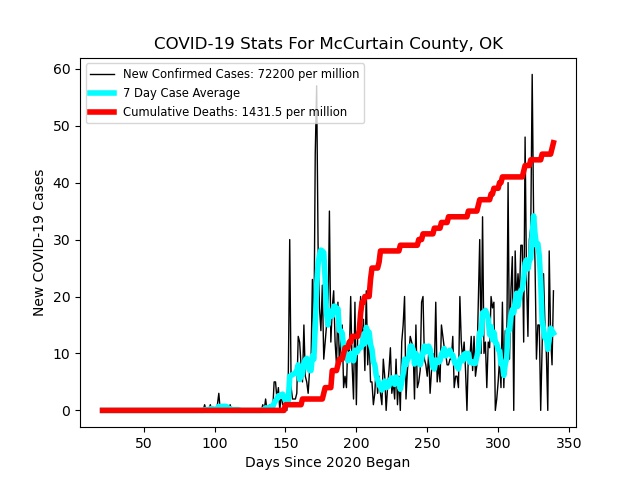 COVID-19 Stats For McCurtain County, OK
New Confirmed Cases: 72200 per million
7 Day Case Average
Cumulative Deaths: 1431.5 per million
New COVID-19 Cases
60
50
40
30
20
10
0
50 100 150 200 250 300 350
Days Since 2020 Began